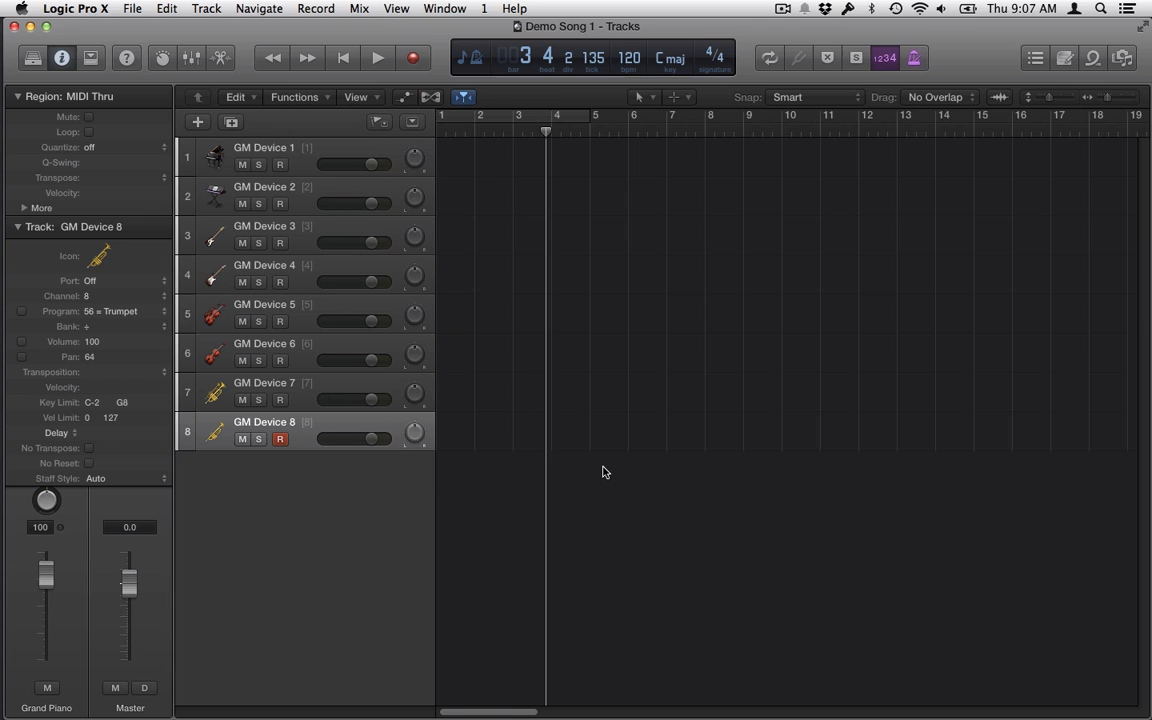 Logic Pro X File Edit Track Navigate Record Mix View Window 1 Help Thu 9:07 AM
Demo Song 1 - Tracks
3 4 2 135 120 C maj 4/4
bar beat div tick bpm key signature
1234
Region: MIDI Thru
Edit Functions View Snap: Smart Drag: No Overlap
Mute:
Loop:
Quantize: off
Q-Swing:
Transpose:
Velocity:
More
Track: GM Device 8
Icon:
Port: Off
Channel: 8
Program: 56 = Trumpet
Bank: ÷
Volume: 100
Pan: 64
Transposition:
Velocity:
Key Limit: C-2 G8
Vel Limit: 0 127
Delay
No Transpose:
No Reset:
Staff Style: Auto
100 0.0
M M D
Grand Piano Master
1 2 3 4 5 6 7 8 9 10 11 12 13 14 15 16 17 18 19
1 GM Device 1 [1]
M S R L R
2 GM Device 2 [2]
M S R L R
3 GM Device 3 [3]
M S R L R
4 GM Device 4 [4]
M S R L R
5 GM Device 5 [5]
M S R L R
6 GM Device 6 [6]
M S R L R
7 GM Device 7 [7]
M S R L R
8 GM Device 8 [8]
M S R L R